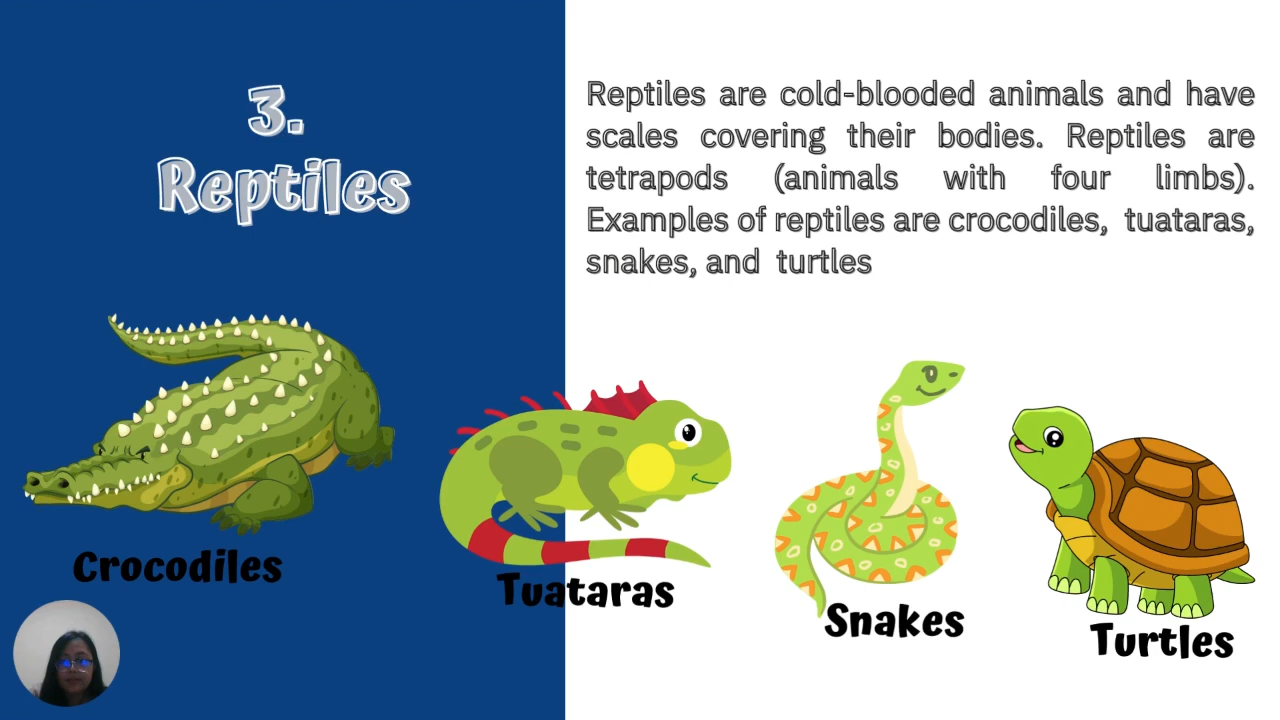 3.
Reptiles
Reptiles are cold-blooded animals and have
scales covering their bodies. Reptiles are
tetrapods (animals with four limbs).
Examples of reptiles are crocodiles, tuataras,
snakes, and turtles
Crocodiles
Tuataras
Snakes
Turtles